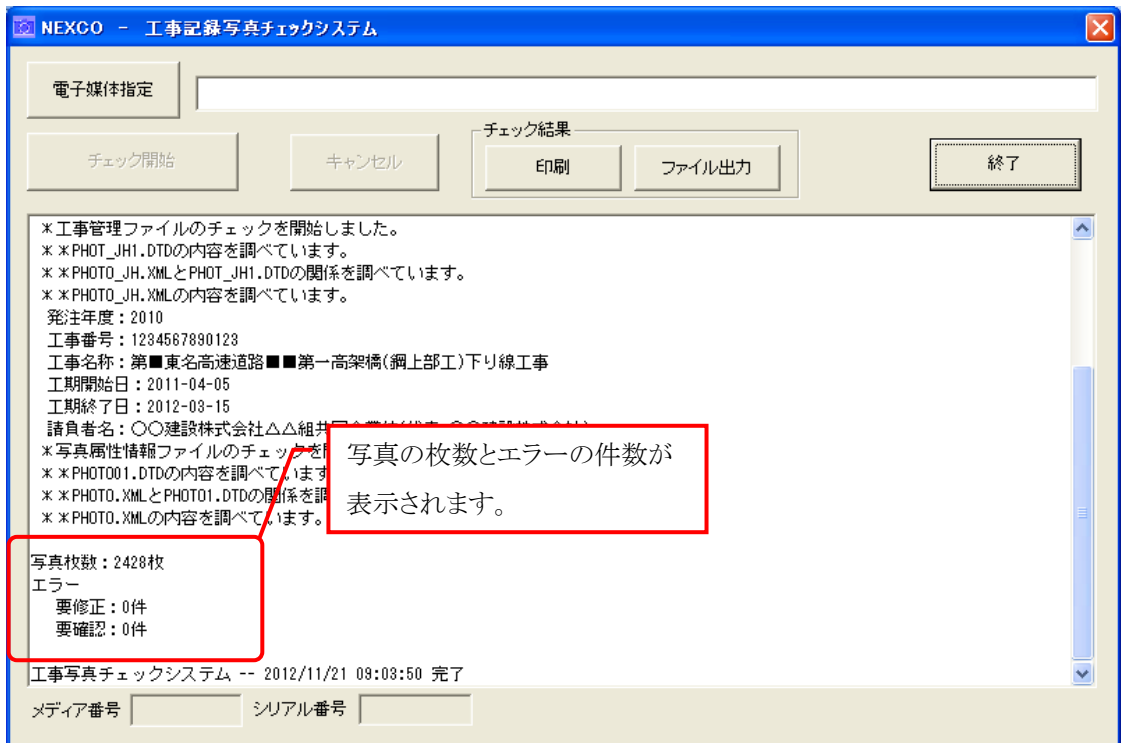 NEXCO － 工事記録写真チェックシステム
電子媒体指定
チェック結果
チェック開始
キャンセル
印刷
ファイル出力
終了
＊工事管理ファイルのチェックを開始しました。
＊＊PHOT_JH1.DTDの内容を調べています。
＊＊PHOTO_JH.XMLとPHOT_JH1.DTDの関係を調べています。
＊＊PHOTO_JH.XMLの内容を調べています。
発注年度：2010
工事番号：1234567890123
工事名称：第■東名高速道路■■第一高架橋(鋼上部工)下り線工事
工期開始日：2011-04-05
工期終了日：2012-03-15
請負者名：〇〇建設株式会社△△組共
＊写真属性情報ファイルのチェックを
＊＊PHOTO01.DTDの内容を調べています
＊＊PHOTO.XMLとPHOTO1.DTDの関係を調
＊＊PHOTO.XMLの内容を調べています。
写真の枚数とエラーの件数が
表示されます。
写真枚数：2428枚
エラー
要修正：0件
要確認：0件
工事写真チェックシステム -- 2012/11/21 09:03:50 完了
メディア番号
シリアル番号